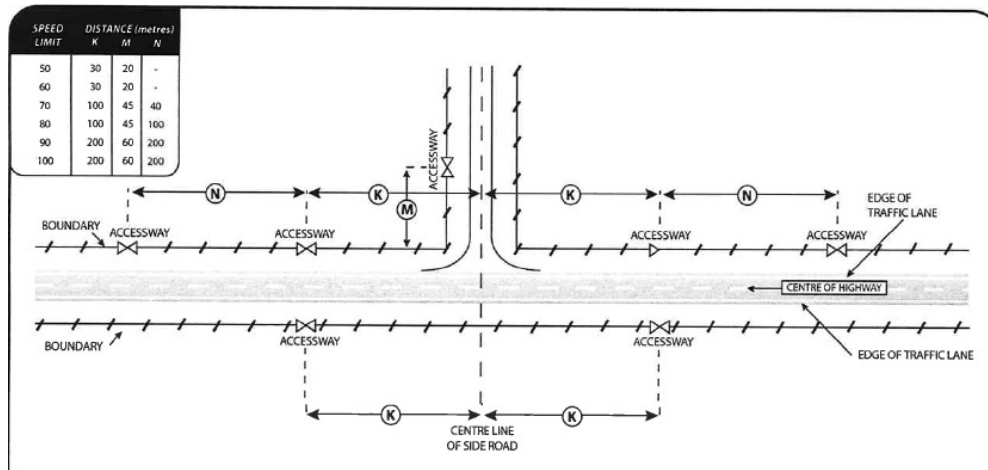 SPEED LIMIT DISTANCE (metres)
K M N
50 30 20 -
60 30 20 -
70 100 45 40
80 100 45 100
90 200 60 200
100 200 60 200
ACCESSWAY
N K M K N
EDGE OF
TRAFFIC LANE
BOUNDARY
ACCESSWAY
ACCESSWAY
ACCESSWAY
ACCESSWAY
CENTRE OF HIGHWAY
BOUNDARY
ACCESSWAY
ACCESSWAY
EDGE OF TRAFFIC LANE
K K
CENTRE LINE
OF SIDE ROAD